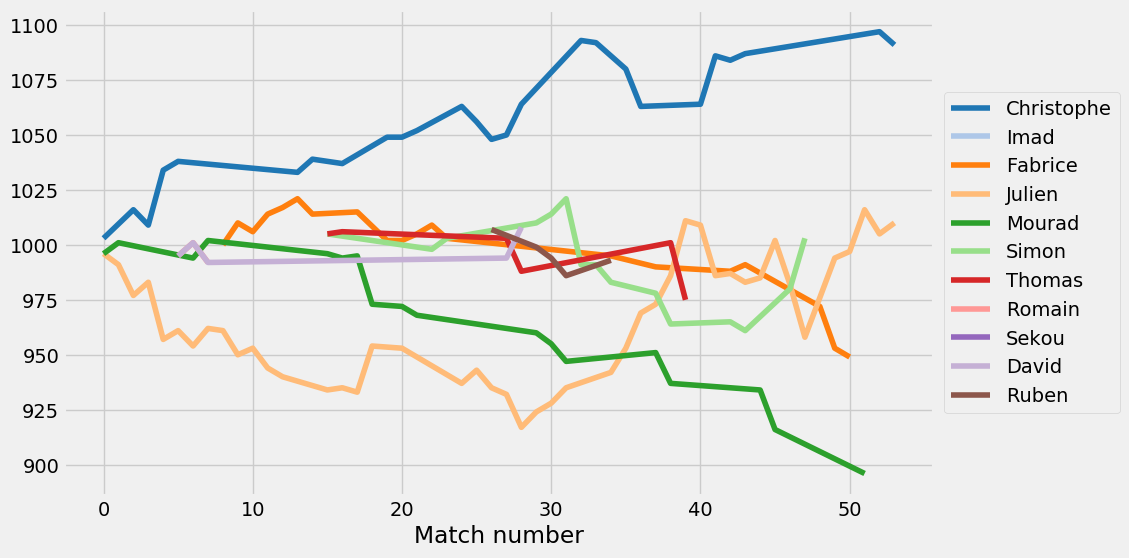 1100
1075
1050
1025
1000
975
950
925
900
0 10 20 30 40 50
Match number
Christophe
Imad
Fabrice
Julien
Mourad
Simon
Thomas
Romain
Sekou
David
Ruben